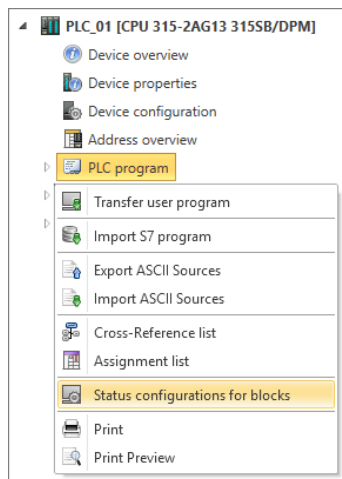 PLC_01 [CPU 315-2AG13 315SB/DPM]
Device overview
Device properties
Device configuration
Address overview
PLC program
Transfer user program
Import S7 program
Export ASCII Sources
Import ASCII Sources
Cross-Reference list
Assignment list
Status configurations for blocks
Print
Print Preview